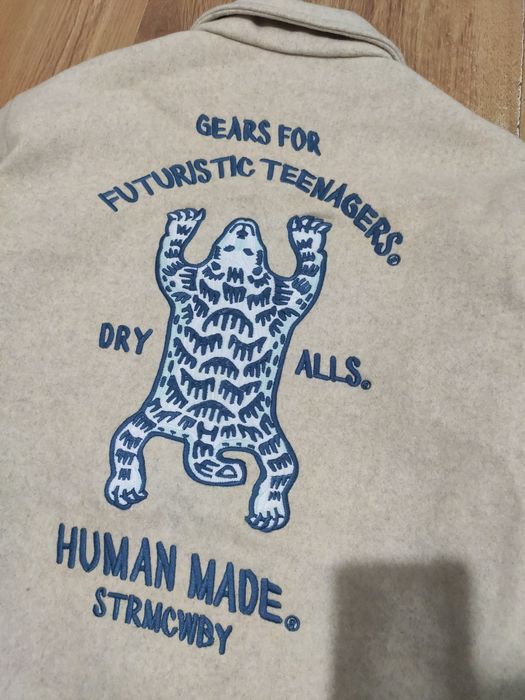 GEARS FOR
FUTURISTIC TEENAGERS®
DRY ALLS®
HUMAN MADE®
STRMCWBY